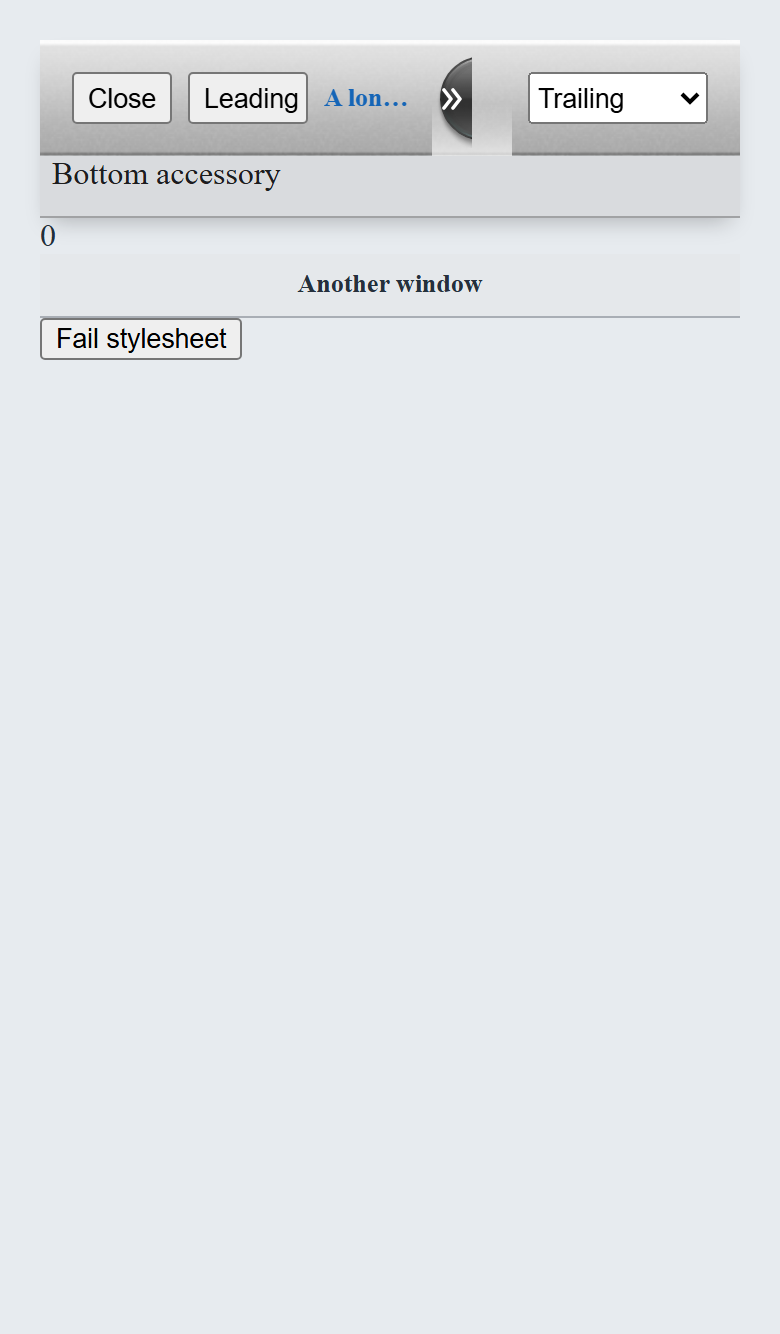 Close Leading A lon… » Trailing
Bottom accessory
0
Another window
Fail stylesheet